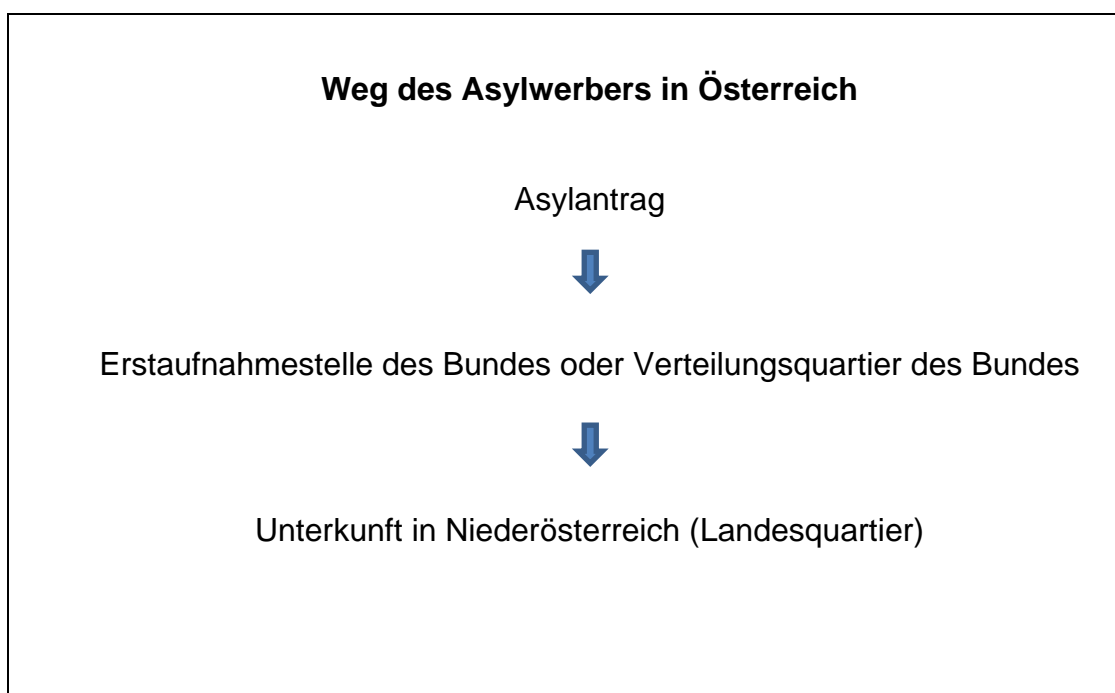 Weg des Asylwerbers in Österreich
Asylantrag
Erstaufnahmestelle des Bundes oder Verteilungsquartier des Bundes
Unterkunft in Niederösterreich (Landesquartier)